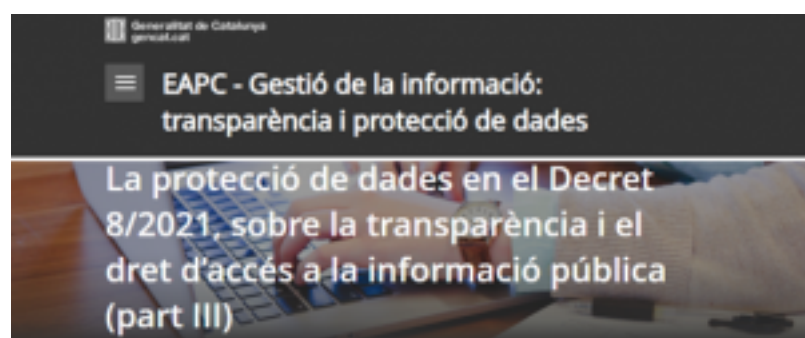 Generalitat de Catalunya
gencat.cat
EAPC - Gestió de la informació:
transparència i protecció de dades
La protecció de dades en el Decret
8/2021, sobre la transparència i el
dret d'accés a la informació pública
(part III)